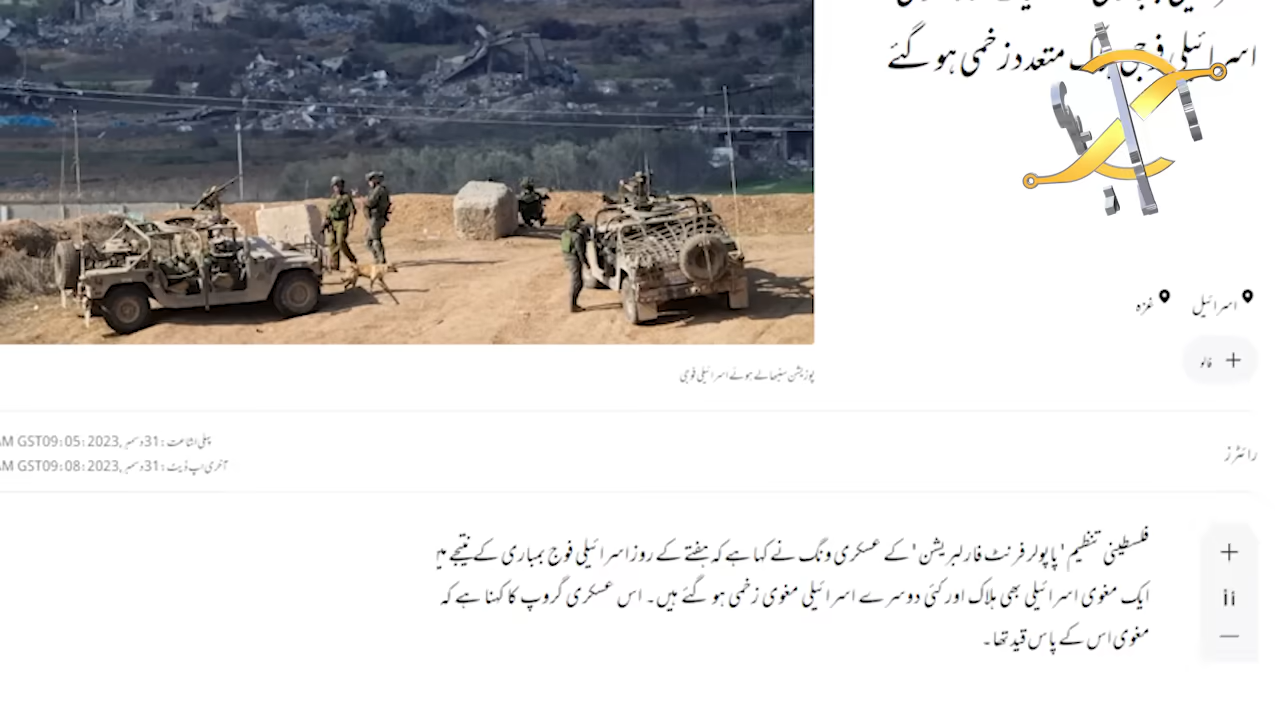 اسرائیلی فوجی ہلاک متعدد زخمی ہو گئے
اسرائیل
غزہ
فالو
پوزیشن سنبھالے ہوئے اسرائیلی فوجی
رائٹرز
پہلی اشاعت : 31 دسمبر ,2023 :05 :09 AM GST
آخری اپ ڈیٹ : 31 دسمبر ,2023 :08 :09 AM GST
فلسطینی تنظیم 'پاپولر فرنٹ فار لبریشن' کے عسکری ونگ نے کہا ہے کہ ہفتے کے روز اسرائیلی فوج بمباری کے نتیجے میں
ایک مغوی اسرائیلی بھی ہلاک اور کئی دوسرے اسرائیلی مغوی زخمی ہو گئے ہیں۔ اس عسکری گروپ کا کہنا ہے کہ
مغوی اس کے پاس قید تھا۔